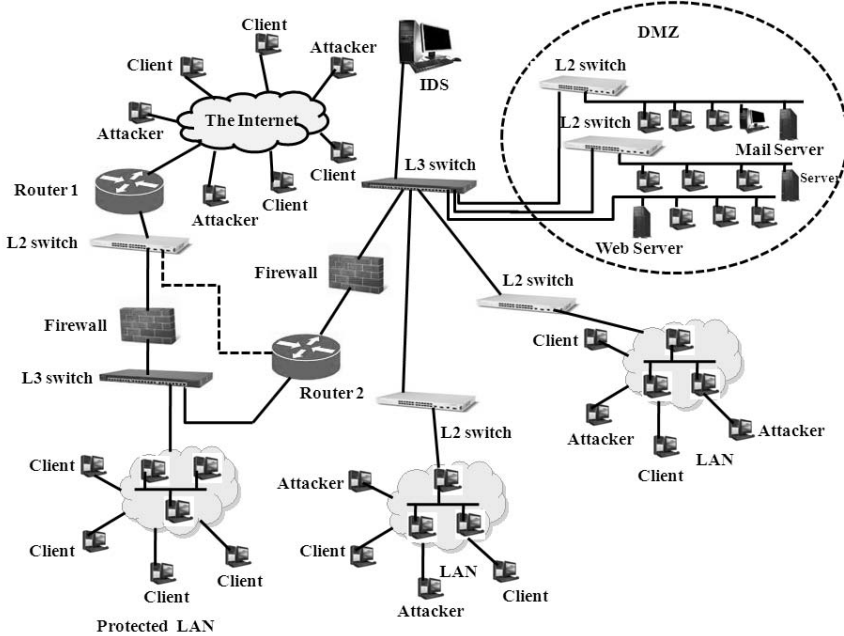 Client
Client
Attacker
Attacker
The Internet
Client
Client
Attacker
Router 1
L2 switch
Firewall
L3 switch
IDS
L3 switch
Firewall
Router 2
DMZ
L2 switch
L2 switch
Mail Server
Server
Web Server
L2 switch
Client
Attacker
Client
LAN
Attacker
L2 switch
Attacker
Client
LAN
Attacker
Client
Client
Client
Client
Client
Protected LAN